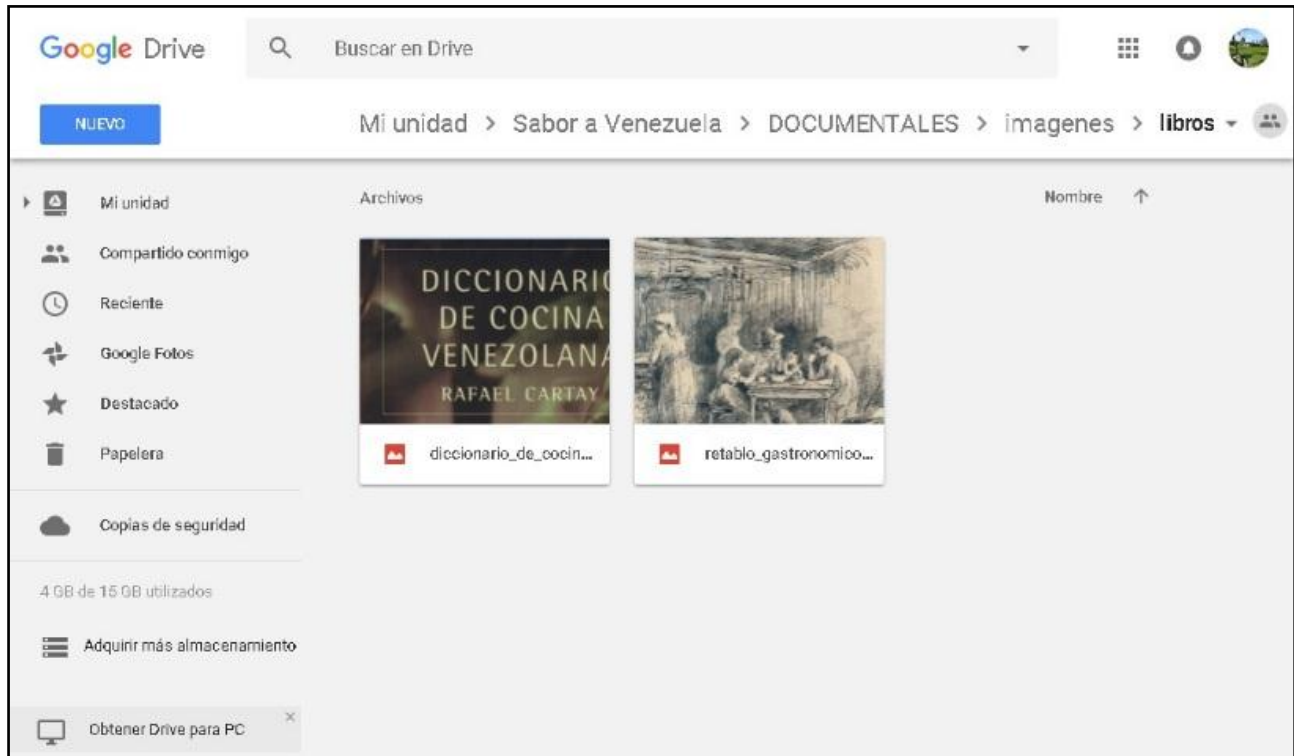 Google Drive
Buscar en Drive
NUEVO
Mi unidad > Sabor a Venezuela > DOCUMENTALES > imagenes > libros
Mi unidad
Compartido conmigo
Reciente
Google Fotos
Destacado
Papelera
Copias de seguridad
4 GB de 15 GB utilizados
Adquirir más almacenamiento
Obtener Drive para PC
Archivos
Nombre
DICCIONARIO
DE COCINA
VENEZOLANA
RAFAEL CARTAY
diccionario_de_cocin...
retablo_gastronomico...